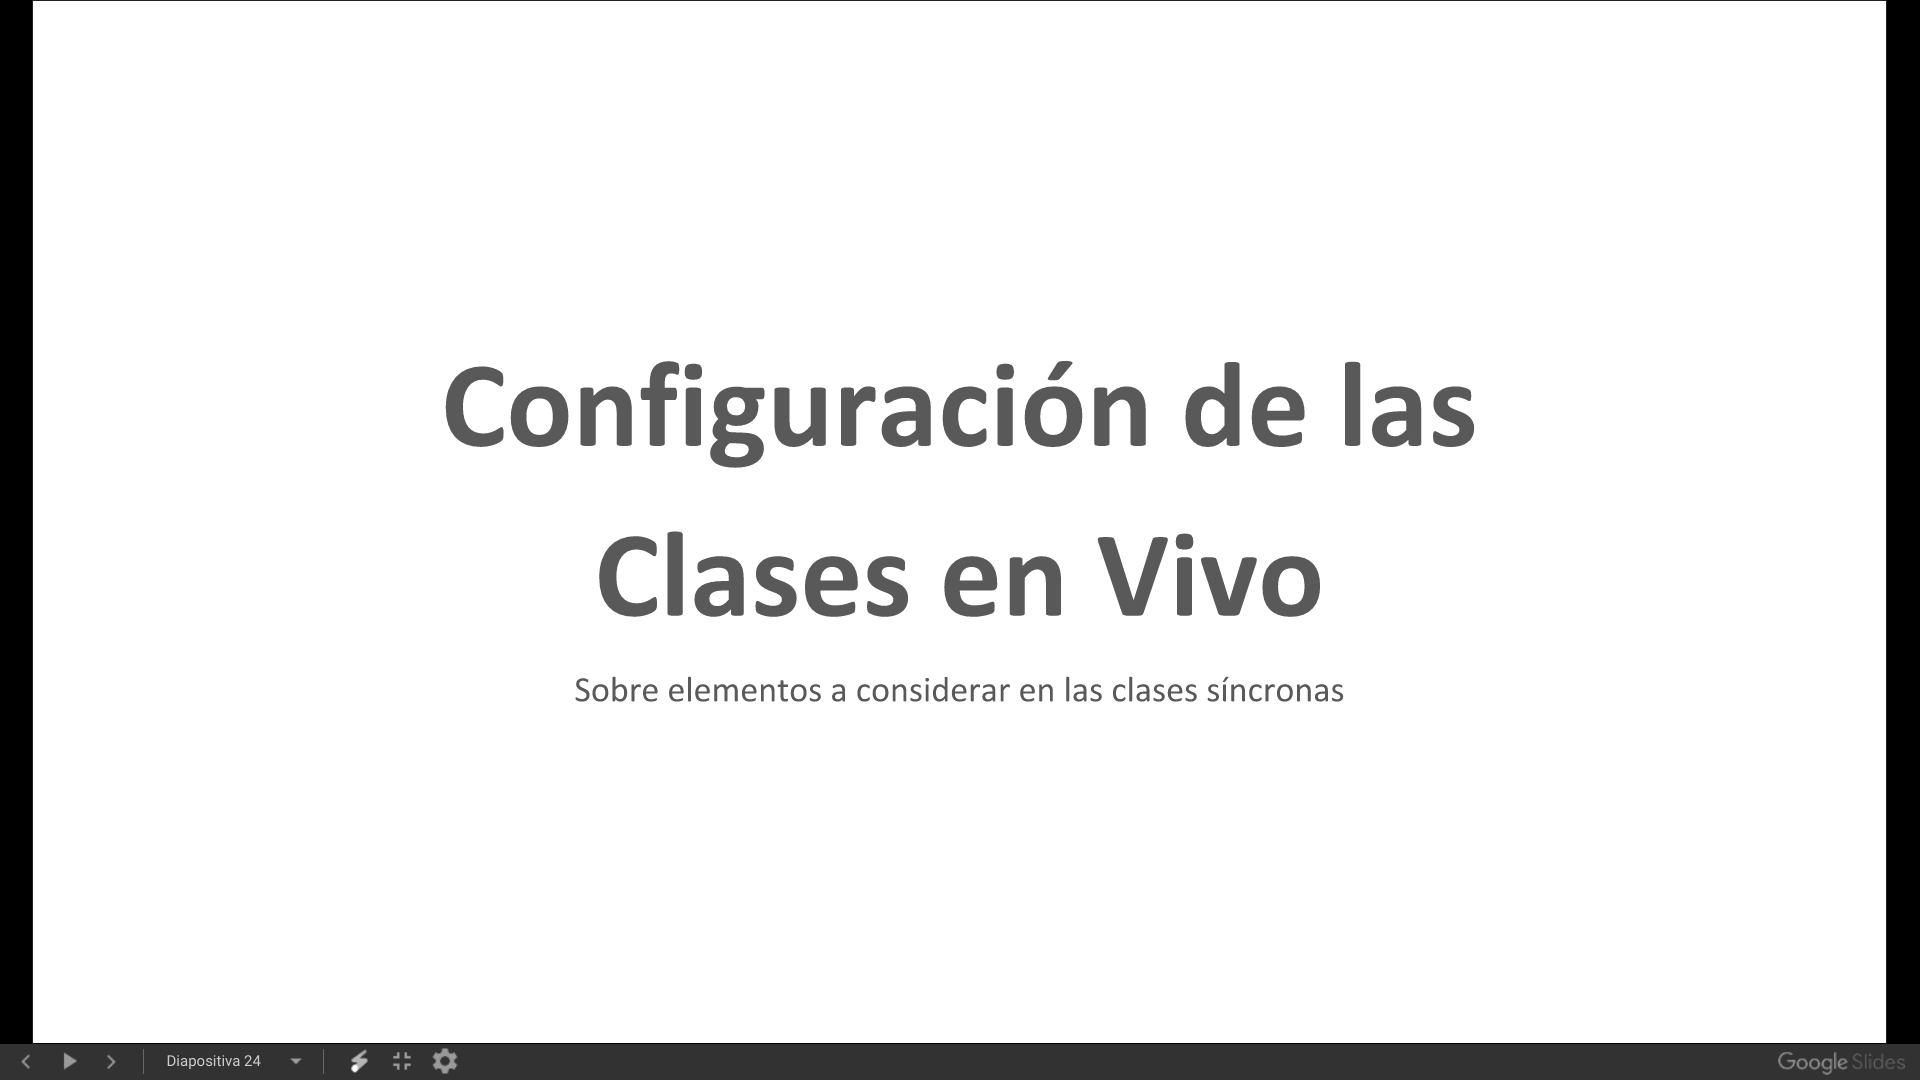 Configuración de las
Clases en Vivo
Sobre elementos a considerar en las clases síncronas
Diapositiva 24
Google Slides